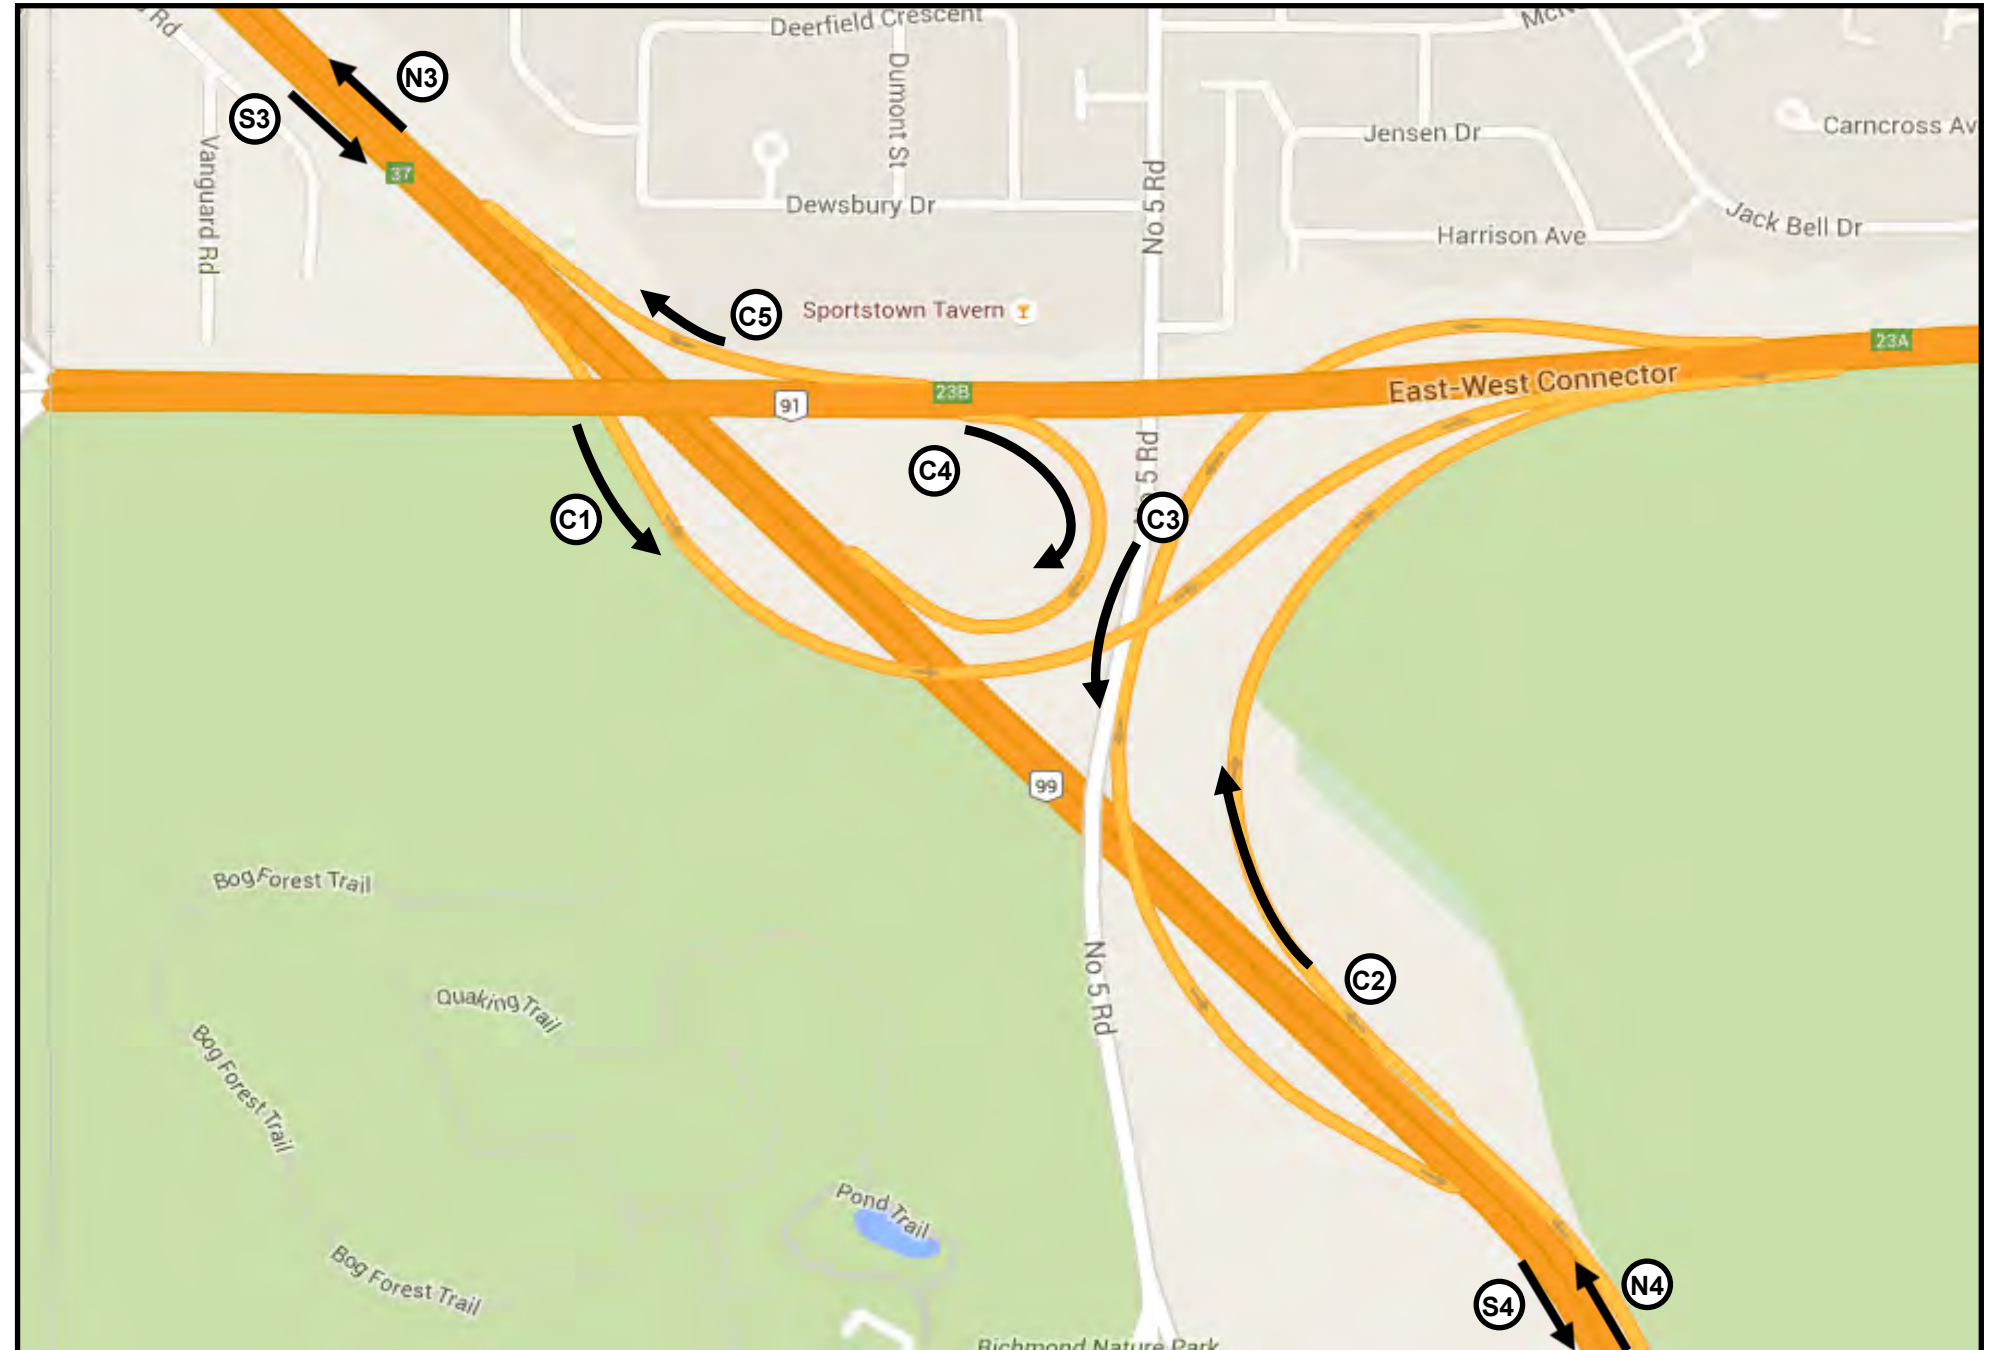 Rd
Deerfield Crescent
McN
N3
S3
Dumont St
Vanguard Rd
37
No 5 Rd
Jensen Dr
Carncross Av
Dewsbury Dr
Harrison Ave
Jack Bell Dr
C5
Sportstown Tavern
23A
23B
91
East-West Connector
C4
5 Rd
C1
C3
99
Bog Forest Trail
No 5 Rd
C2
Quaking Trail
Bog Forest Trail
Pond Trail
Bog Forest Trail
S4
N4
Richmond Nature Park